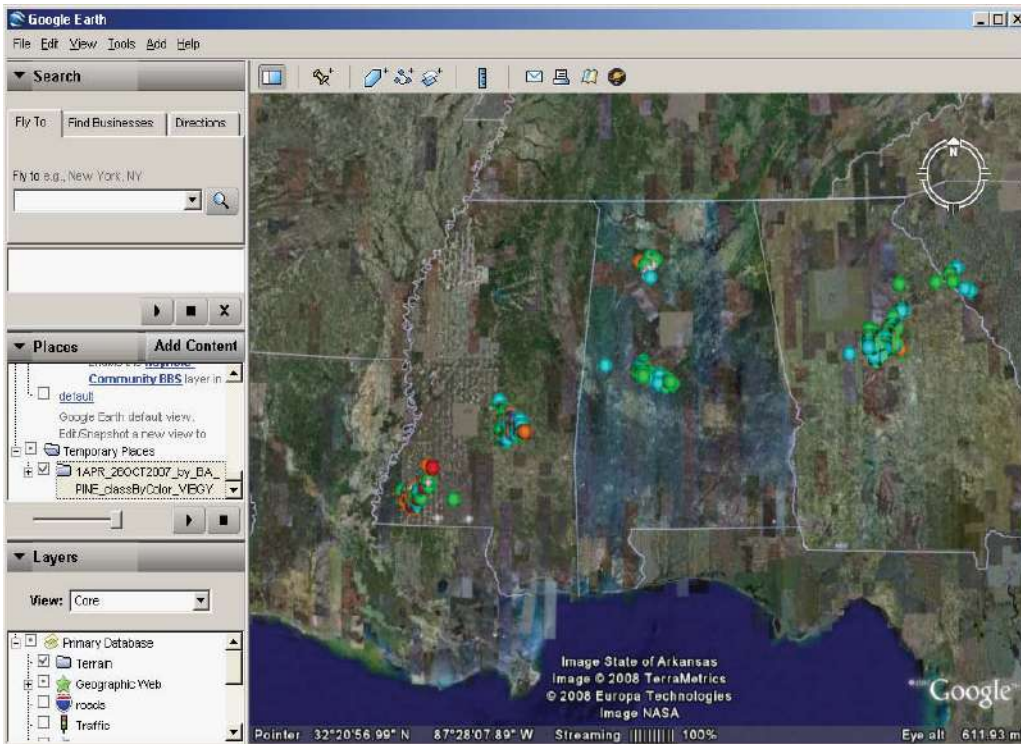 Google Earth
File Edit View Tools Add Help
Search
Fly To Find Businesses Directions
Fly to e.g., New York, NY
Places Add Content
Community BBS layer in
default
Google Earth default view.
Edit/Snapshot a new view to
Temporary Places
1APR_26OCT2007_by_BA_
PINE_classByColor_VIBGY
Layers
View: Core
Primary Database
Terrain
Geographic Web
roads
Traffic
N
Image State of Arkansas
Image © 2008 TerraMetrics
© 2008 Europa Technologies
Image NASA
Google™
Pointer 32°20'56.99" N 87°28'07.89" W Streaming |||||||||| 100% Eye alt 611.93 m